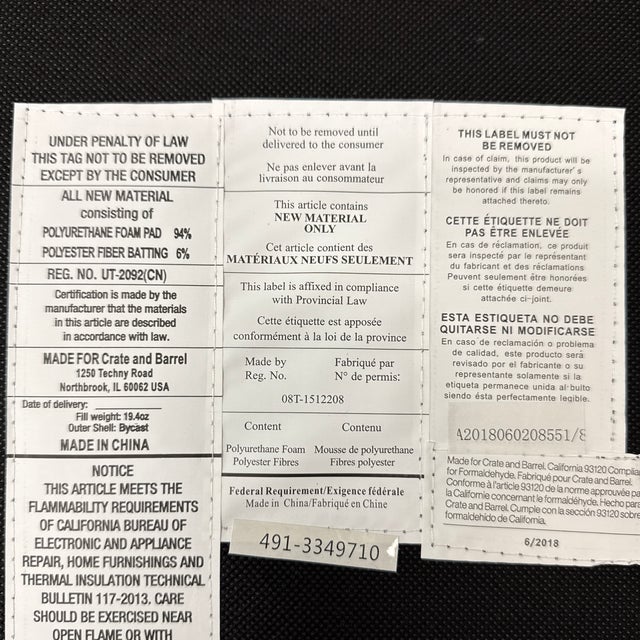 UNDER PENALTY OF LAW
THIS TAG NOT TO BE REMOVED
EXCEPT BY THE CONSUMER
ALL NEW MATERIAL
consisting of
POLYURETHANE FOAM PAD 94%
POLYESTER FIBER BATTING 6%
REG. NO. UT-2092(CN)
Certification is made by the
manufacturer that the materials
in this article are described
in accordance with law.
MADE FOR Crate and Barrel
1250 Techny Road
Northbrook, IL 60062 USA
Date of delivery:
Fill weight: 19.4oz
Outer Shell: Bycast
MADE IN CHINA
NOTICE
THIS ARTICLE MEETS THE
FLAMMABILITY REQUIREMENTS
OF CALIFORNIA BUREAU OF
ELECTRONIC AND APPLIANCE
REPAIR, HOME FURNISHINGS AND
THERMAL INSULATION TECHNICAL
BULLETIN 117-2013. CARE
SHOULD BE EXERCISED NEAR
OPEN FLAME OR WITH
Not to be removed until
delivered to the consumer
Ne pas enlever avant la
livraison au consommateur
This article contains
NEW MATERIAL
ONLY
Cet article contient des
MATÉRIAUX NEUFS SEULEMENT
This label is affixed in compliance
with Provincial Law
Cette étiquette est apposée
conformément à la loi de la province
Made by Fabriqué par
Reg. No. N° de permis:
08T-1512208
Content Contenu
Polyurethane Foam Mousse de polyurethane
Polyester Fibres Fibres polyester
Federal Requirement/Exigence fédérale
Made in China/Fabriqué en Chine
491-3349710
THIS LABEL MUST NOT
BE REMOVED
In case of claim, this product will be
inspected by the manufacturer's
representative and claims may only
be honored if this label remains
attached thereto.
CETTE ÉTIQUETTE NE DOIT
PAS ÊTRE ENLEVÉE
En cas de réclamation, ce produit
sera inspecté par le représentant
du fabricant et des réclamations
Peuvent seulement être honorées
si cette étiquette demeure
attachée ci-joint.
ESTA ESTIQUETA NO DEBE
QUITARSE NI MODIFICARSE
En caso de reclamación o problema
de calidad, este producto será
revisado por el fabricante o su
representante solamente si la
etiqueta permanece unida al bulto
siendo ésta perfectamente legible.
A2018060208551/8
Made for Crate and Barrel. California 93120 Complia
for Formaldehyde. Fabriqué pour Crate and Barrel.
Conforme à l'article 93120 de la norme approuvée pa
la Californie concernant le formaldéhyde. Hecho para
Crate and Barrel. Cumple con la sección 93120 sobre
formaldehído de California.
6/2018